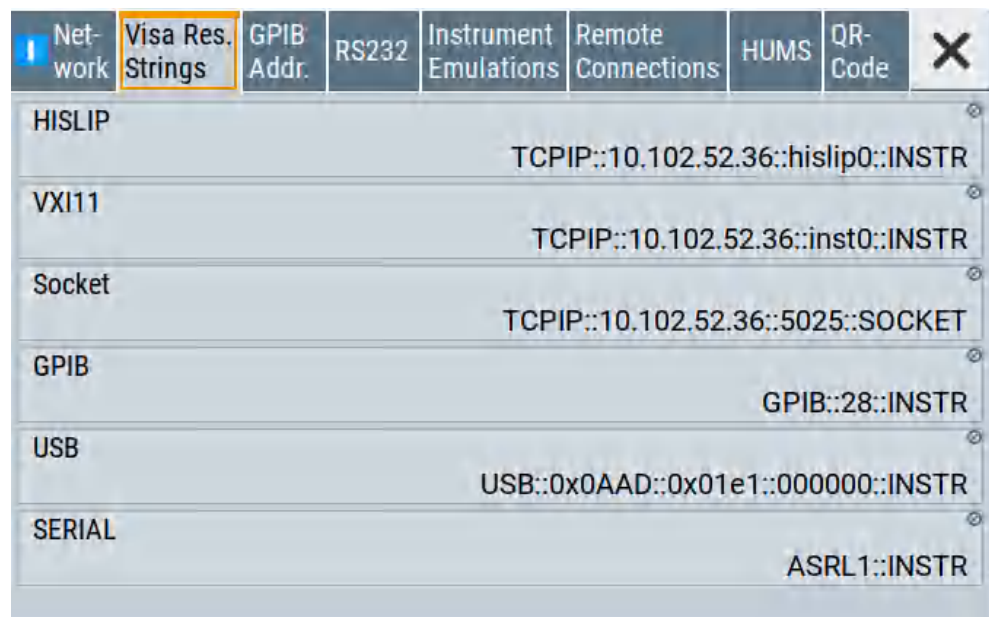 Net-
work
Visa Res.
Strings
GPIB
Addr.
RS232
Instrument
Emulations
Remote
Connections
HUMS
QR-
Code
HISLIP
TCPIP::10.102.52.36::hislip0::INSTR
VXI11
TCPIP::10.102.52.36::inst0::INSTR
Socket
TCPIP::10.102.52.36::5025::SOCKET
GPIB
GPIB::28::INSTR
USB
USB::0x0AAD::0x01e1::000000::INSTR
SERIAL
ASRL1::INSTR